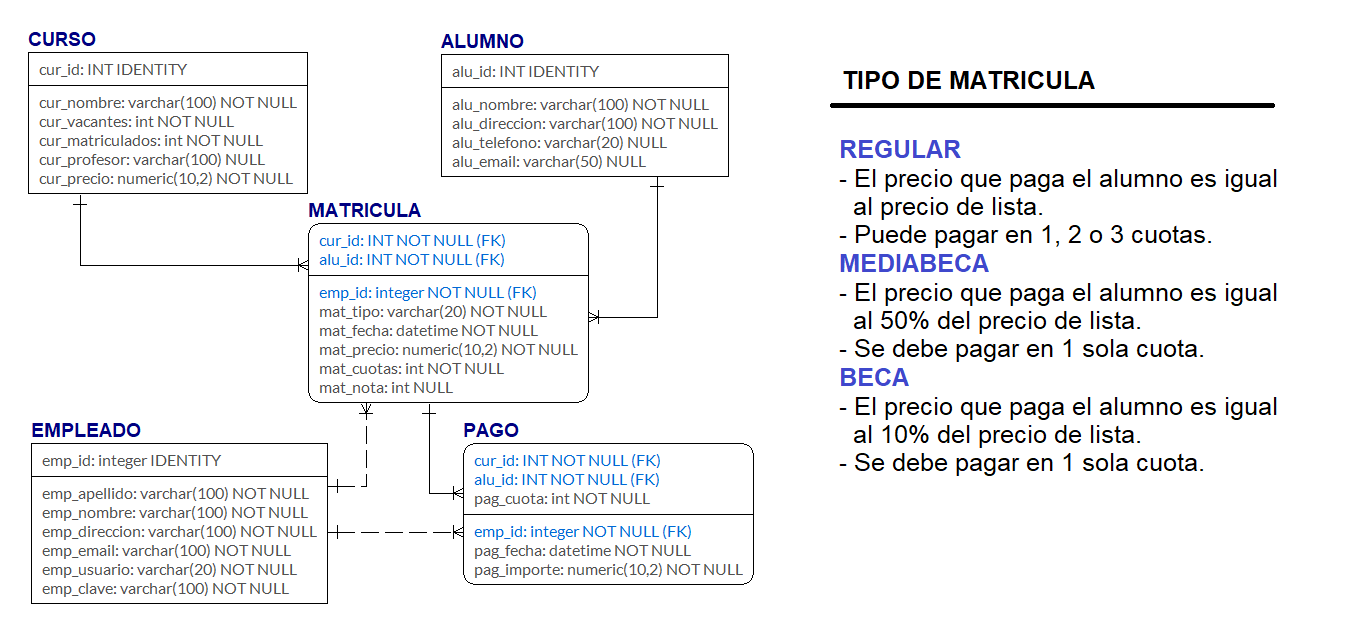 CURSO
cur_id: INT IDENTITY
cur_nombre: varchar(100) NOT NULL
cur_vacantes: int NOT NULL
cur_matriculados: int NOT NULL
cur_profesor: varchar(100) NULL
cur_precio: numeric(10,2) NOT NULL
ALUMNO
alu_id: INT IDENTITY
alu_nombre: varchar(100) NOT NULL
alu_direccion: varchar(100) NOT NULL
alu_telefono: varchar(20) NULL
alu_email: varchar(50) NULL
MATRICULA
cur_id: INT NOT NULL (FK)
alu_id: INT NOT NULL (FK)
emp_id: integer NOT NULL (FK)
mat_tipo: varchar(20) NOT NULL
mat_fecha: datetime NOT NULL
mat_precio: numeric(10,2) NOT NULL
mat_cuotas: int NOT NULL
mat_nota: int NULL
EMPLEADO
emp_id: integer IDENTITY
emp_apellido: varchar(100) NOT NULL
emp_nombre: varchar(100) NOT NULL
emp_direccion: varchar(100) NOT NULL
emp_email: varchar(100) NOT NULL
emp_usuario: varchar(20) NOT NULL
emp_clave: varchar(100) NOT NULL
PAGO
cur_id: INT NOT NULL (FK)
alu_id: INT NOT NULL (FK)
pag_cuota: int NOT NULL
emp_id: integer NOT NULL (FK)
pag_fecha: datetime NOT NULL
pag_importe: numeric(10,2) NOT NULL
TIPO DE MATRICULA
REGULAR
- El precio que paga el alumno es igual
al precio de lista.
- Puede pagar en 1, 2 o 3 cuotas.
MEDIABECA
- El precio que paga el alumno es igual
al 50% del precio de lista.
- Se debe pagar en 1 sola cuota.
BECA
- El precio que paga el alumno es igual
al 10% del precio de lista.
- Se debe pagar en 1 sola cuota.